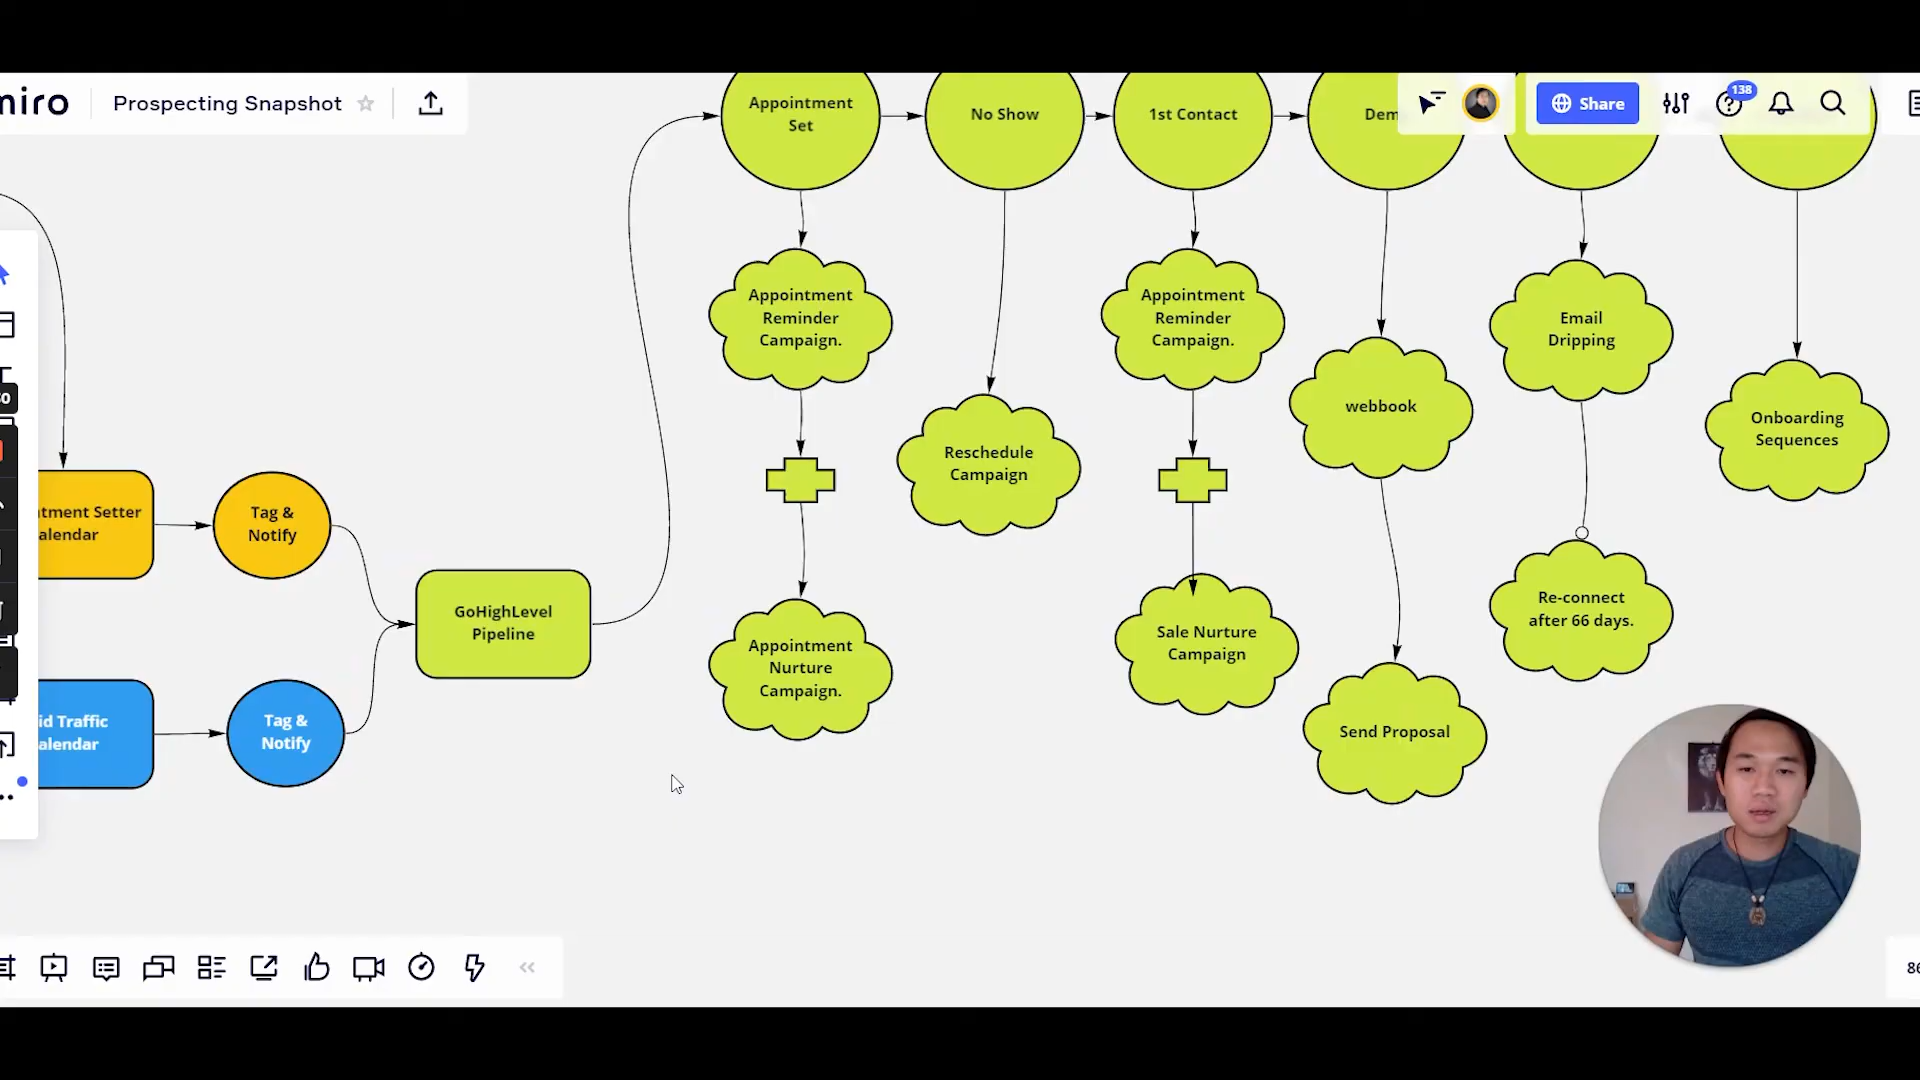 miro
Prospecting Snapshot
Share
138
Appointment
Set
No Show
1st Contact
Dem
Appointment
Reminder
Campaign.
Appointment
Reminder
Campaign.
Email
Dripping
webbook
Onboarding
Sequences
Reschedule
Campaign
ntment Setter
alendar
Tag &
Notify
GoHighLevel
Pipeline
Re-connect
after 66 days.
Sale Nurture
Campaign
Appointment
Nurture
Campaign.
id Traffic
alendar
Tag &
Notify
Send Proposal